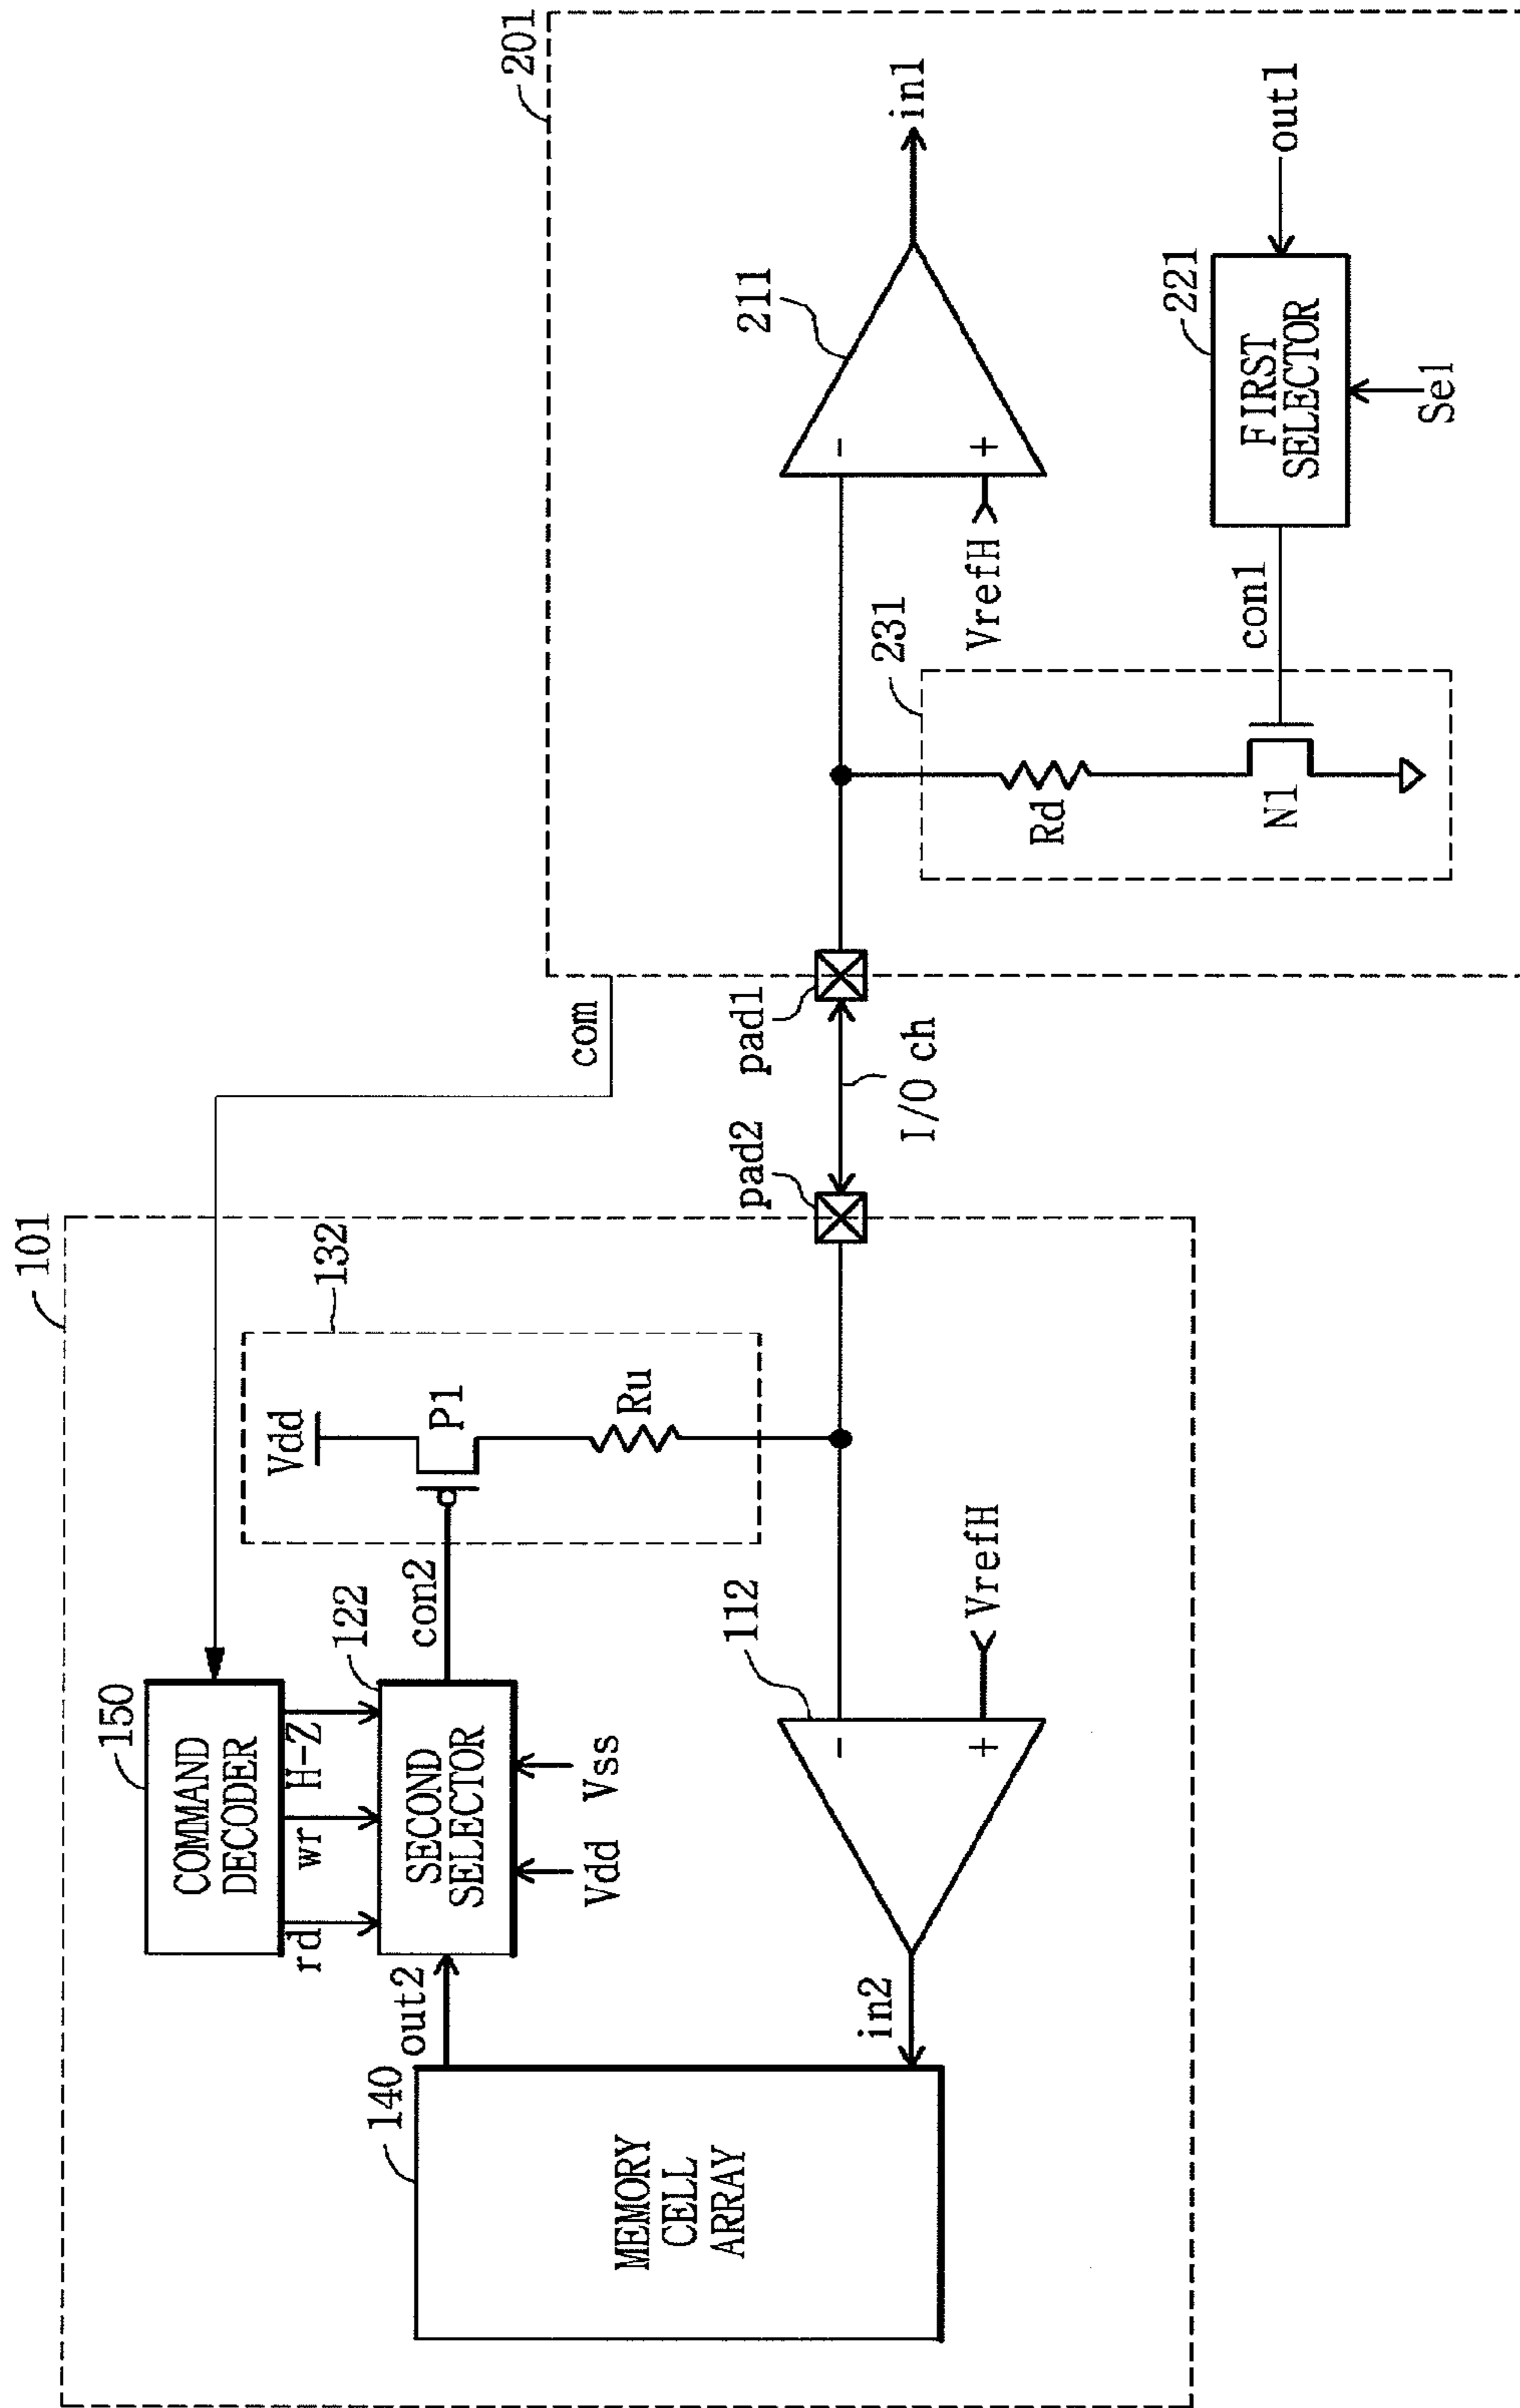 101
201
150
COMMAND
DECODER
com
rd
wr
H-Z
132
Vdd
P1
Ru
140
out2
SECOND
SELECTOR
122
con2
Vdd
Vss
MEMORY
CELL
ARRAY
in2
112
-
+
VrefH
pad2
pad1
I/O ch
211
-
+
VrefH
in1
231
Rd
N1
con1
221
FIRST
SELECTOR
out1
Sel